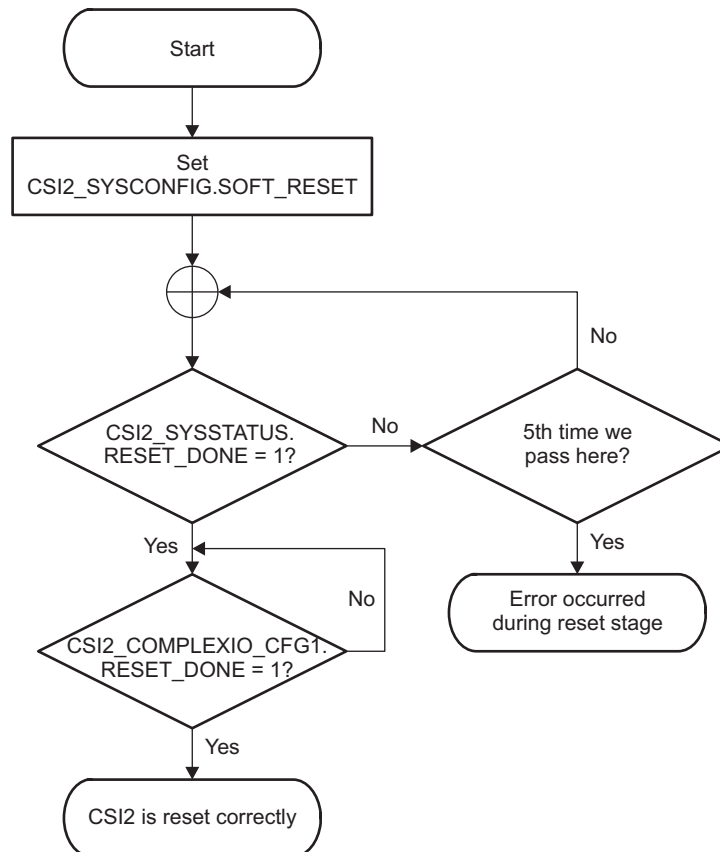 Start
Set
CSI2_SYSCONFIG.SOFT_RESET
No
CSI2_SYSSTATUS.
RESET_DONE = 1?
No
5th time we
pass here?
Yes
Yes
No
Error occurred
during reset stage
CSI2_COMPLEXIO_CFG1.
RESET_DONE = 1?
Yes
CSI2 is reset correctly